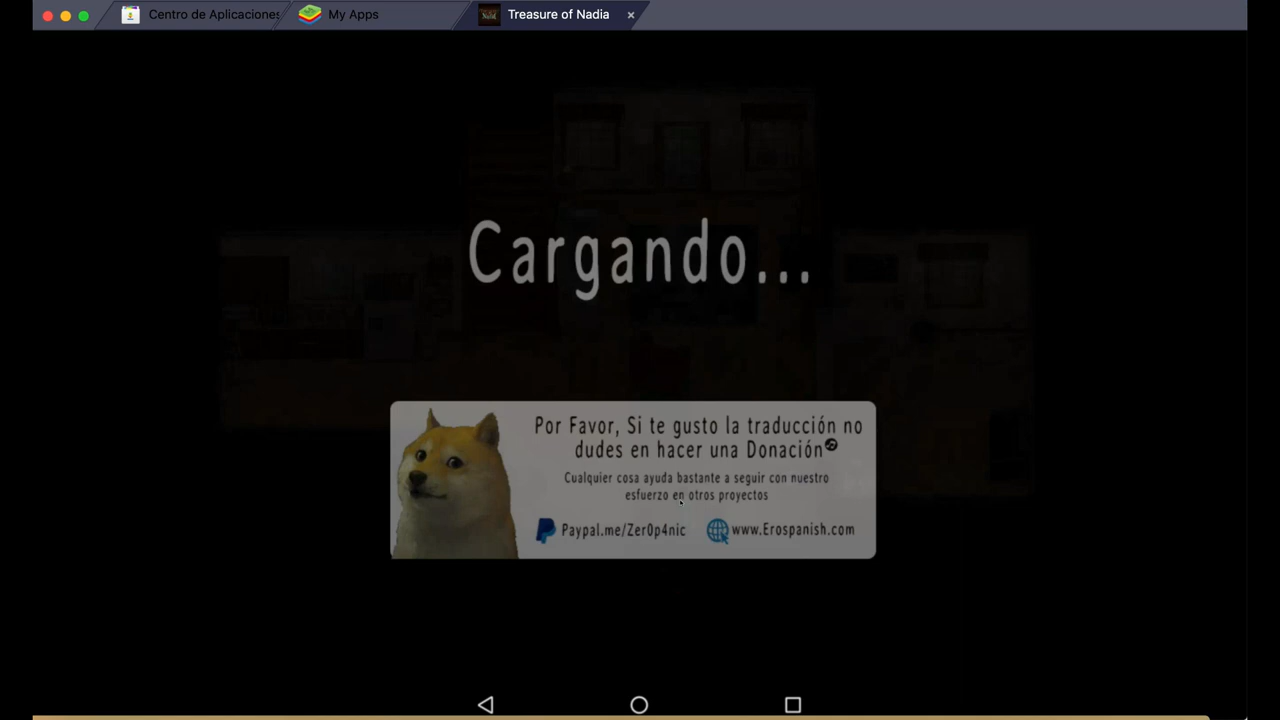 Centro de Aplicaciones
My Apps
Treasure of Nadia
Cargando...
Por Favor, Si te gusto la traducción no
dudes en hacer una Donación
Cualquier cosa ayuda bastante a seguir con nuestro
esfuerzo en otros proyectos
Paypal.me/Zer0p4nic
www.Erospanish.com